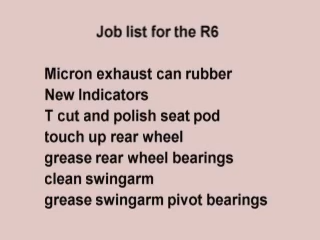 Job list for the R6
Micron exhaust can rubber
New Indicators
T cut and polish seat pod
touch up rear wheel
grease rear wheel bearings
clean swingarm
grease swingarm pivot bearings